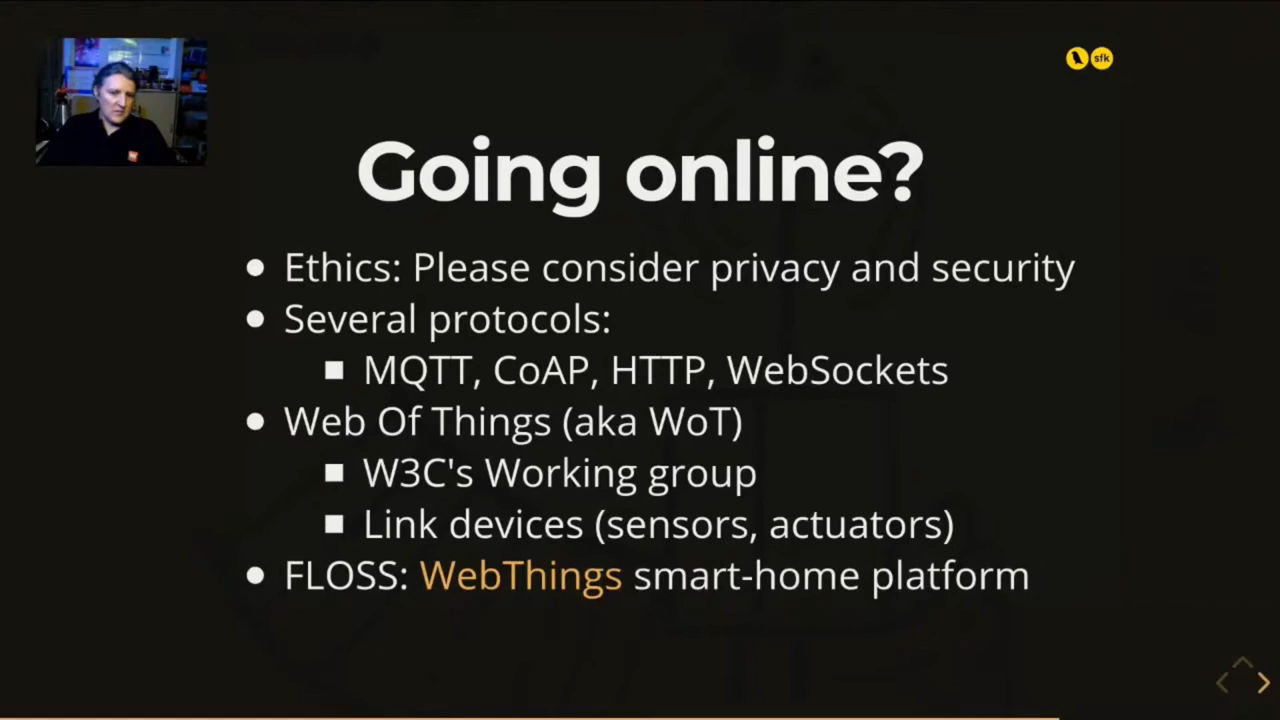 sfk
Going online?
Ethics: Please consider privacy and security
Several protocols:
MQTT, CoAP, HTTP, WebSockets
Web Of Things (aka WoT)
W3C's Working group
Link devices (sensors, actuators)
FLOSS: WebThings smart-home platform